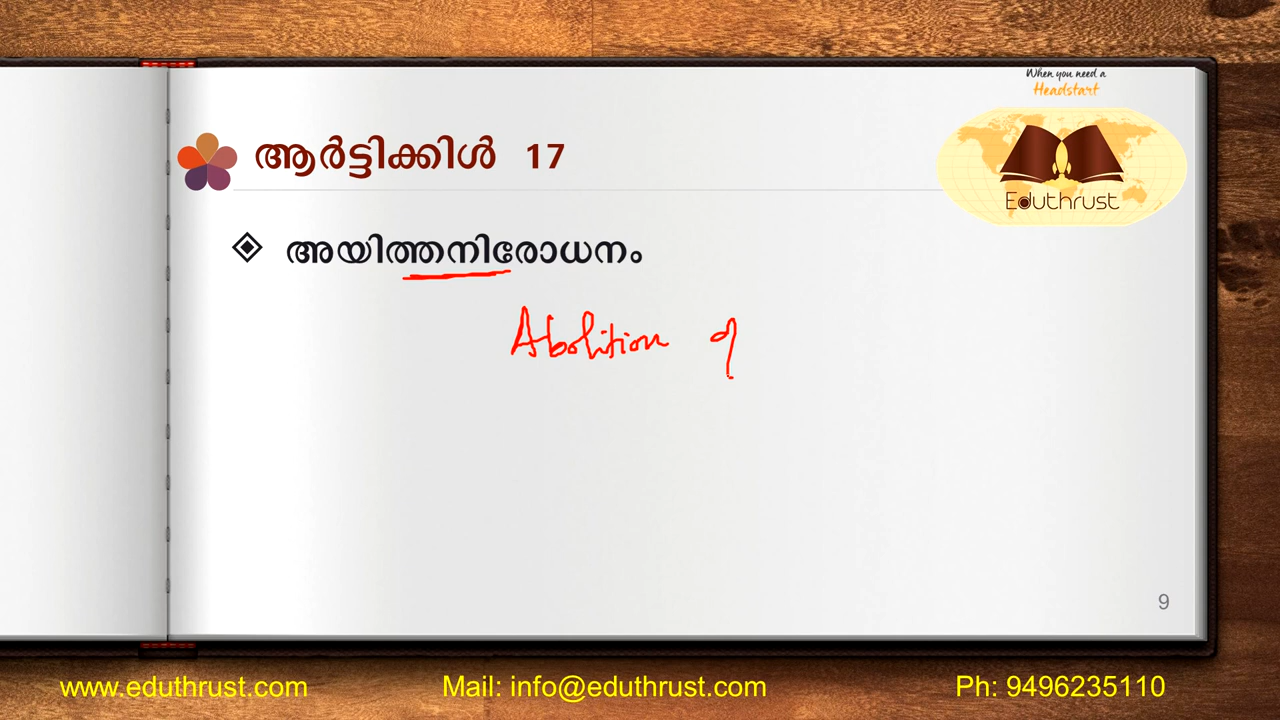 When you need a
Headstart
ആർട്ടിക്കിൾ 17
Eduthrust
അയിത്തനിരോധനം
Abolition of
9
www.eduthrust.com Mail: info@eduthrust.com Ph: 9496235110